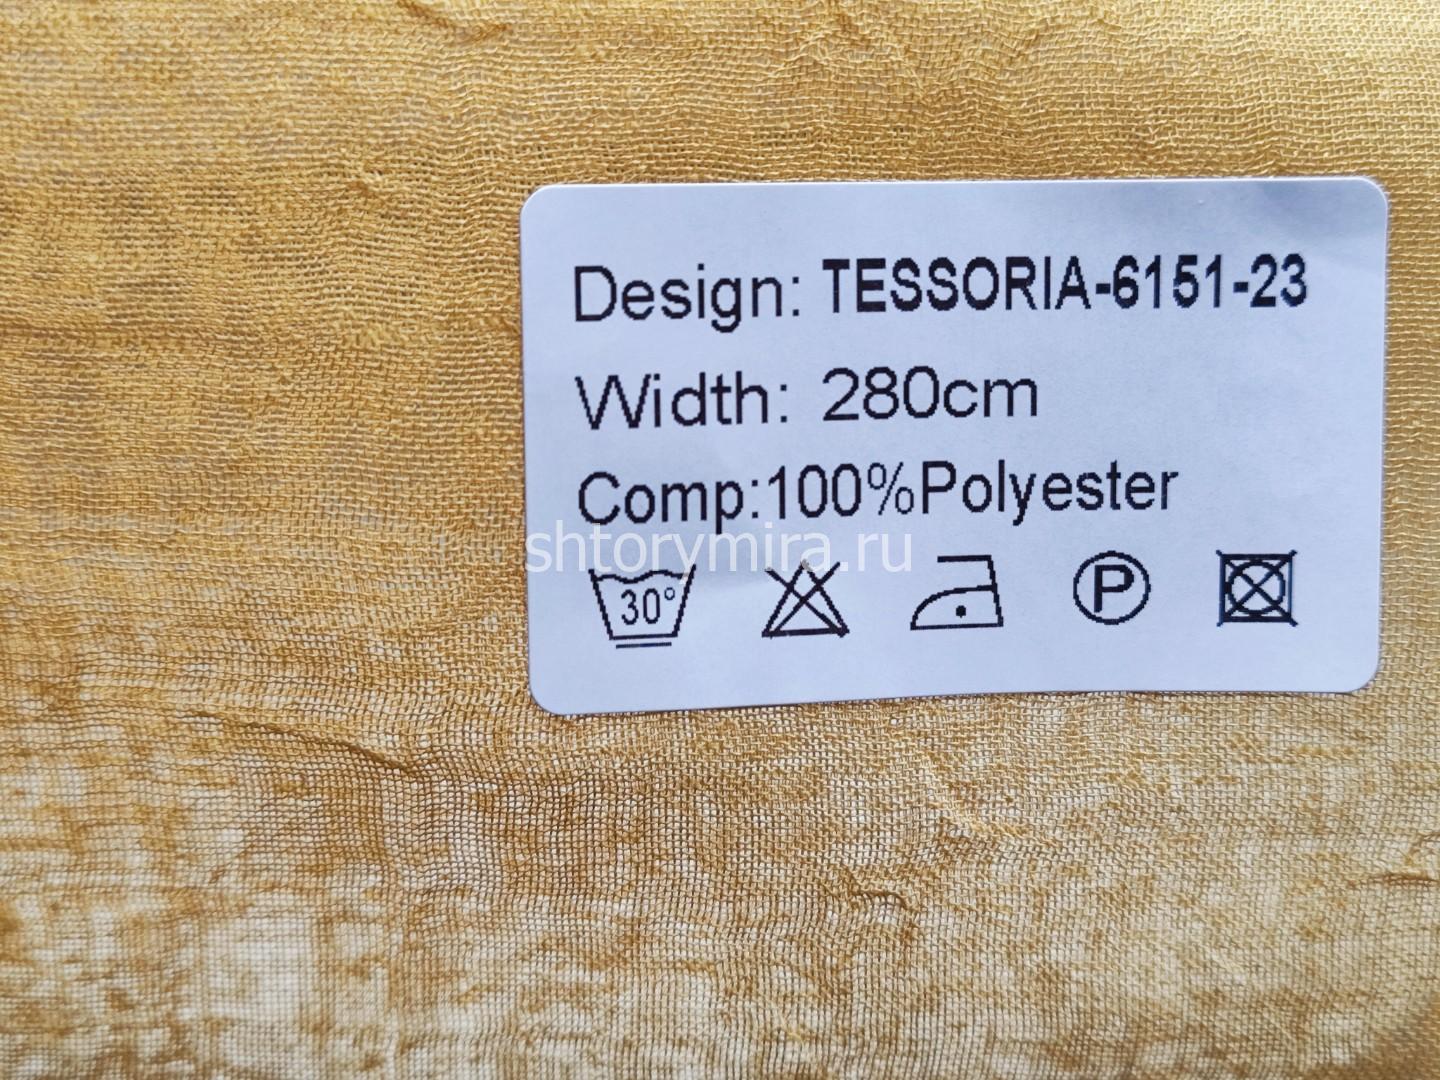 Design: TESSORIA-6151-23
Width: 280cm
Comp:100%Polyester
shtorymira.ru
30°
P